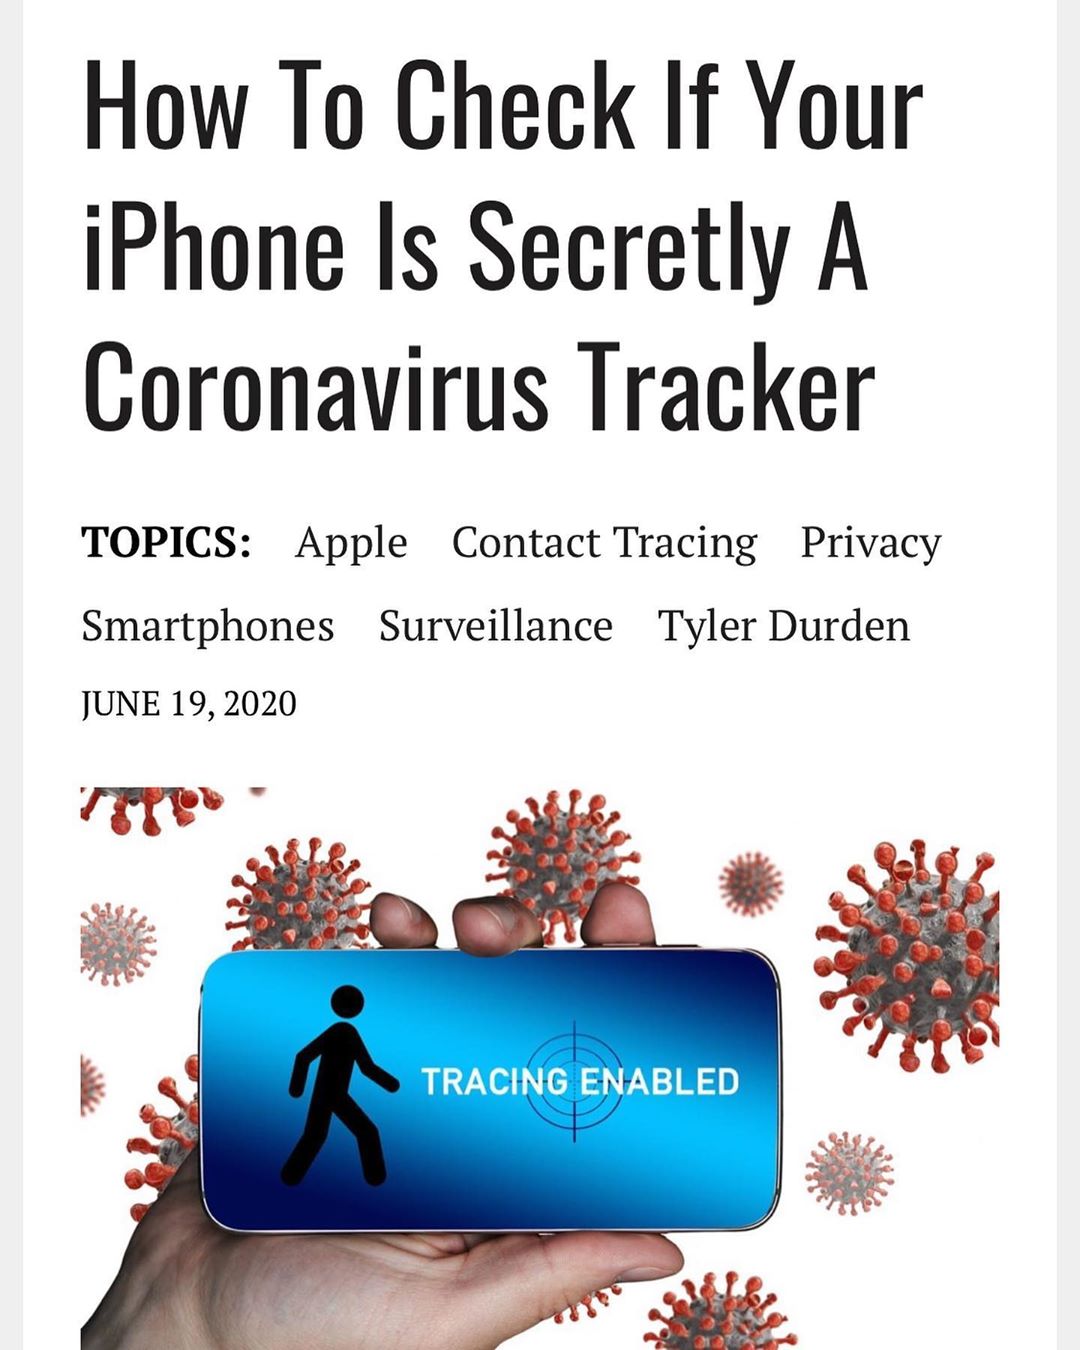 How To Check If Your
iPhone Is Secretly A
Coronavirus Tracker
TOPICS: Apple Contact Tracing Privacy
Smartphones Surveillance Tyler Durden
JUNE 19, 2020
TRACING ENABLED